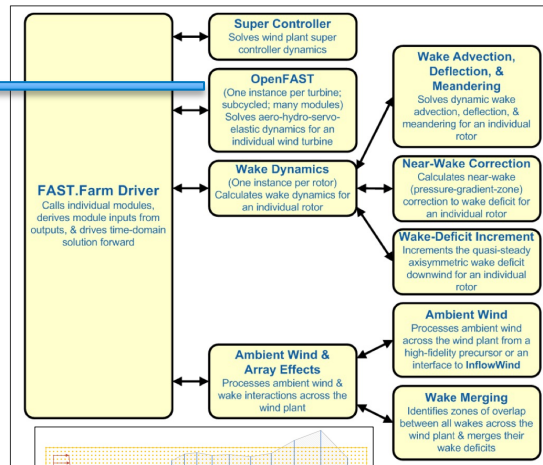 Super Controller
Solves wind plant super
controller dynamics
OpenFAST
(One instance per turbine;
subcycled; many modules)
Solves aero-hydro-servo-
elastic dynamics for an
individual wind turbine
Wake Dynamics
(One instance per rotor)
Calculates wake dynamics for
an individual rotor
FAST.Farm Driver
Calls individual modules,
derives module inputs from
outputs, & drives time-domain
solution forward
Ambient Wind &
Array Effects
Processes ambient wind &
wake interactions across the
wind plant
Wake Advection,
Deflection, &
Meandering
Solves dynamic wake
advection, deflection, &
meandering for an individual
rotor
Near-Wake Correction
Calculates near-wake
(pressure-gradient-zone)
correction to wake deficit for
an individual rotor
Wake-Deficit Increment
Increments the quasi-steady
axisymmetric wake deficit
downwind for an individual
rotor
Ambient Wind
Processes ambient wind
across the wind plant from a
high-fidelity precursor or an
interface to InflowWind
Wake Merging
Identifies zones of overlap
between all wakes across the
wind plant & merges their
wake deficits